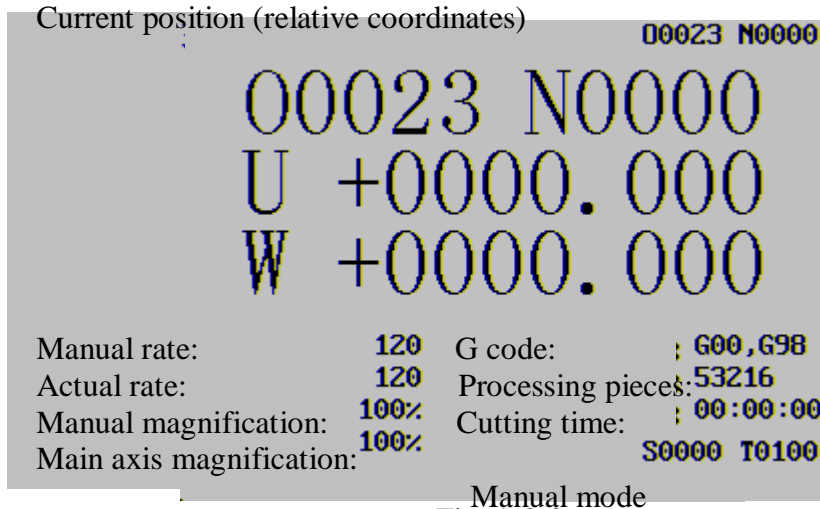 Current position (relative coordinates) O0023 N0000
O0023 N0000
U +0000.000
W +0000.000
Manual rate: 120 G code: : G00,G98
Actual rate: 120 Processing pieces: 53216
Manual magnification: 100% Cutting time: : 00:00:00
Main axis magnification: 100%
S0000 T0100
Manual mode